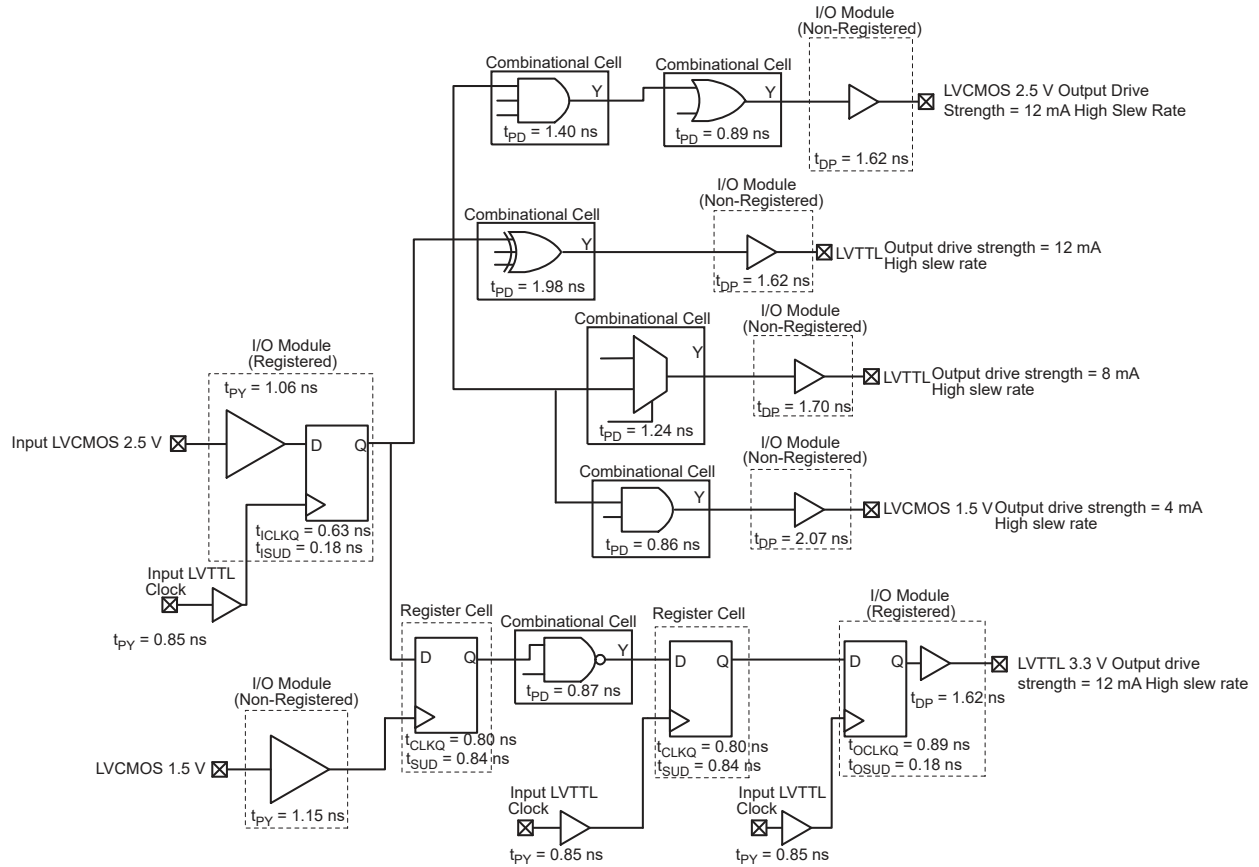 I/O Module
(Non-Registered)
Combinational Cell
Y
tPD = 1.40 ns
Combinational Cell
Y
tPD = 0.89 ns
tDP = 1.62 ns
LVCMOS 2.5 V Output Drive
Strength = 12 mA High Slew Rate
I/O Module
(Non-Registered)
Combinational Cell
Y
tPD = 1.98 ns
tDP = 1.62 ns
LVTTL Output drive strength = 12 mA
High slew rate
I/O Module
(Non-Registered)
Combinational Cell
Y
tPD = 1.24 ns
tDP = 1.70 ns
LVTTL Output drive strength = 8 mA
High slew rate
I/O Module
(Registered)
tPY = 1.06 ns
Input LVCMOS 2.5 V
D
Q
tICLKQ = 0.63 ns
tISUD = 0.18 ns
Input LVTTL
Clock
tPY = 0.85 ns
I/O Module
(Non-Registered)
Combinational Cell
Y
tPD = 0.86 ns
tDP = 2.07 ns
LVCMOS 1.5 V Output drive strength = 4 mA
High slew rate
Register Cell
D
Q
tCLKQ = 0.80 ns
tSUD = 0.84 ns
Combinational Cell
Y
tPD = 0.87 ns
Register Cell
D
Q
tCLKQ = 0.80 ns
tSUD = 0.84 ns
I/O Module
(Registered)
D
Q
tDP = 1.62 ns
tOCLKQ = 0.89 ns
tOSUD = 0.18 ns
LVTTL 3.3 V Output drive
strength = 12 mA High slew rate
I/O Module
(Non-Registered)
LVCMOS 1.5 V
tPY = 1.15 ns
Input LVTTL
Clock
tPY = 0.85 ns
Input LVTTL
Clock
tPY = 0.85 ns